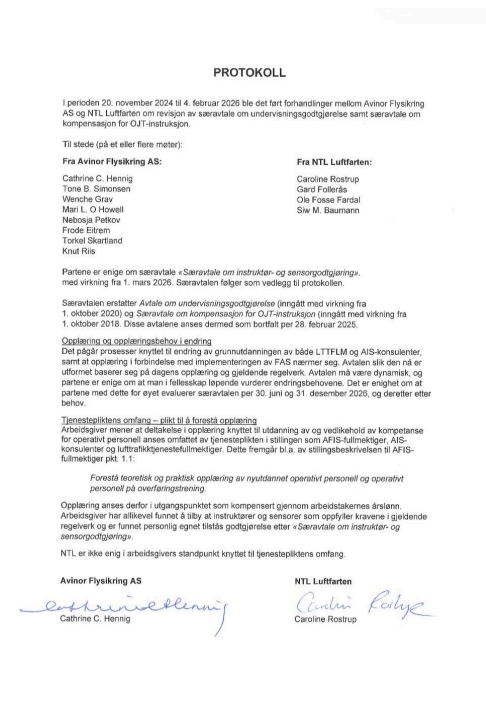 PROTOKOLL
I perioden 20. november 2024 til 4. februar 2026 ble det ført forhandlinger mellom Avinor Flysikring
AS og NTL Luftfarten om revisjon av særavtale om undervisningsgodtgjørelse samt særavtale om
kompensasjon for OJT-instruksjon.
Til stede (på et eller flere møter):
Fra Avinor Flysikring AS:
Cathrine C. Hennig
Tone B. Simonsen
Wenche Grav
Mari L. O Howell
Nebosja Petkov
Frode Eitrem
Torkel Skartland
Knut Riis
Fra NTL Luftfarten:
Caroline Rostrup
Gard Follerås
Ole Fosse Fardal
Siw M. Baumann
Partene er enige om særavtale «Særavtale om instruktør- og sensorgodtgjøring».
med virkning fra 1. mars 2026. Særavtalen følger som vedlegg til protokollen.
Særavtalen erstatter Avtale om undervisningsgodtgjørelse (inngått med virkning fra
1. oktober 2020) og Særavtale om kompensasjon for OJT-instruksjon (inngått med virkning fra
1. oktober 2018. Disse avtalene anses dermed som bortfalt per 28. februar 2025.
Opplæring og opplæringsbehov i endring
Det pågår prosesser knyttet til endring av grunnutdanningen av både LTTFLM og AIS-konsulenter,
samt at opplæring i forbindelse med implementeringen av FAS nærmer seg. Avtalen slik den nå er
utformet baserer seg på dagens opplæring og gjeldende regelverk. Avtalen må være dynamisk, og
partene er enige om at man i fellesskap løpende vurderer endringsbehovene. Det er enighet om at
partene med dette for øyet evaluerer særavtalen per 30. juni og 31. desember 2026, og deretter etter
behov.
Tjenestepliktens omfang – plikt til å forestå opplæring
Arbeidsgiver mener at deltakelse i opplæring knyttet til utdanning av og vedlikehold av kompetanse
for operativt personell anses omfattet av tjenesteplikten i stillingen som AFIS-fullmektiger, AIS-
konsulenter og lufttrafikktjenestefullmektiger. Dette fremgår bl.a. av stillingsbeskrivelsen til AFIS-
fullmektiger pkt. 1.1:
Forestå teoretisk og praktisk opplæring av nyutdannet operativt personell og operativt
personell på overføringstrening.
Opplæring anses derfor i utgangspunktet som kompensert gjennom arbeidstakernes årslønn.
Arbeidsgiver har allikevel funnet å tilby at instruktører og sensorer som oppfyller kravene i gjeldende
regelverk og er funnet personlig egnet tilstås godtgjørelse etter «Særavtale om instruktør- og
sensorgodtgjøring».
NTL er ikke enig i arbeidsgivers standpunkt knyttet til tjenestepliktens omfang.
Avinor Flysikring AS
Cathrine Hennig
Cathrine C. Hennig
NTL Luftfarten
Caroline Rostrup